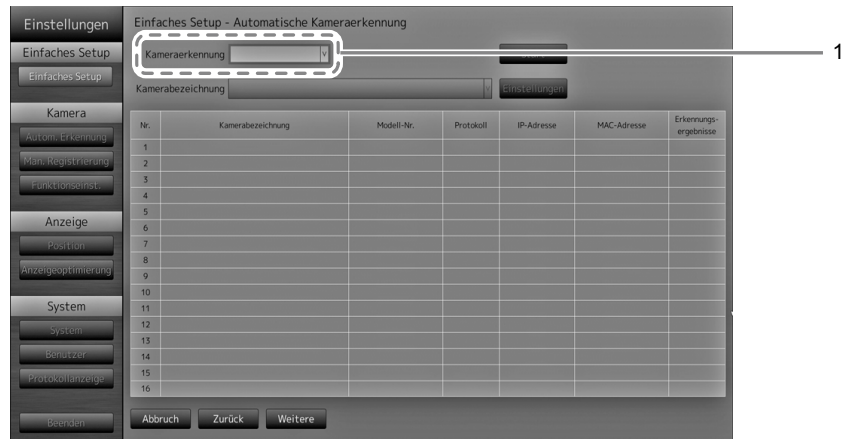 Einstellungen
Einfaches Setup
Einfaches Setup
Kamera
Autom. Erkennung
Man. Registrierung
Funktionseinst.
Anzeige
Position
Anzeigeoptimierung
System
System
Benutzer
Protokollanzeige
Beenden
Einfaches Setup - Automatische Kameraerkennung
Kameraerkennung
1
Kamerabezeichnung Einstellungen
Nr. Kamerabezeichnung Modell-Nr. Protokoll IP-Adresse MAC-Adresse Erkennungs-
ergebnisse
1
2
3
4
5
6
7
8
9
10
11
12
13
14
15
16
Abbruch Zurück Weitere